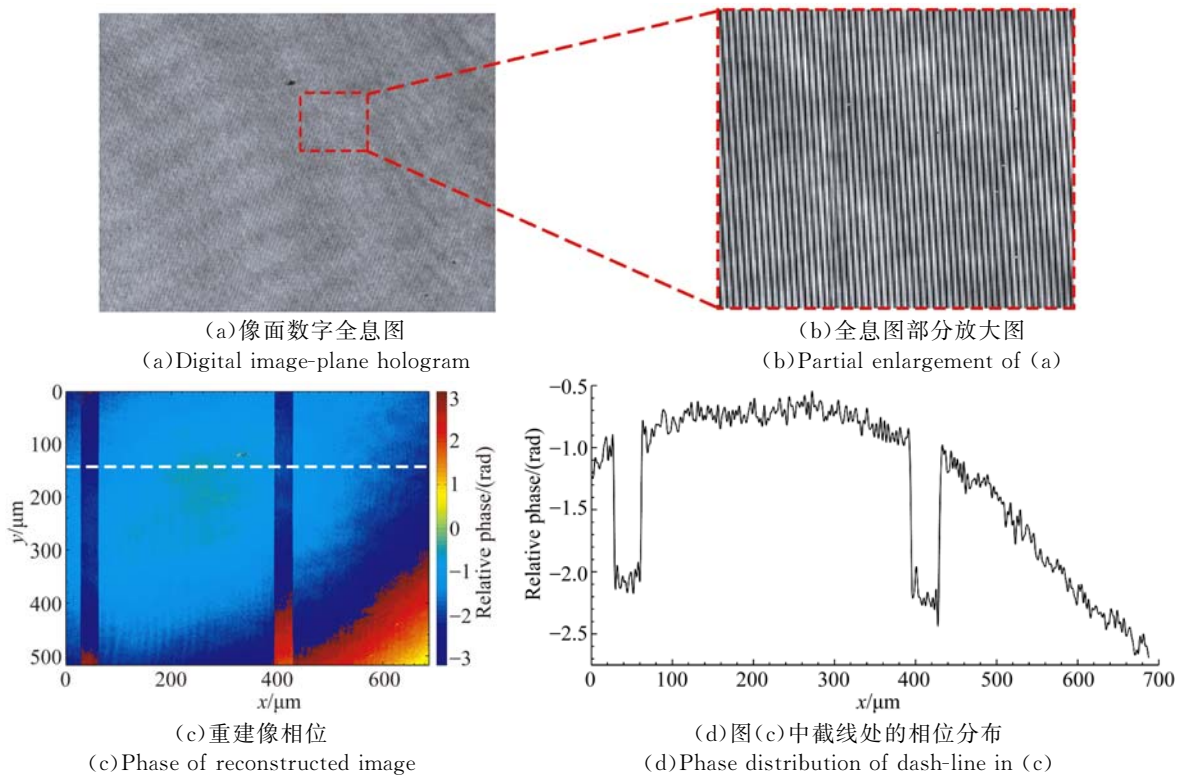 (a)像面数字全息图
(a)Digital image-plane hologram
(b)全息图部分放大图
(b)Partial enlargement of (a)
0
100
200
300
400
500
y/μm
0
200
400
600
x/μm
3
2
1
0
−1
−2
−3
Relative phase/(rad)
(c)重建像相位
(c)Phase of reconstructed image
−0.5
−1.0
−1.5
−2.0
−2.5
Relative phase/(rad)
0
100
200
300
400
500
600
700
x/μm
(d)图(c)中截线处的相位分布
(d)Phase distribution of dash-line in (c)